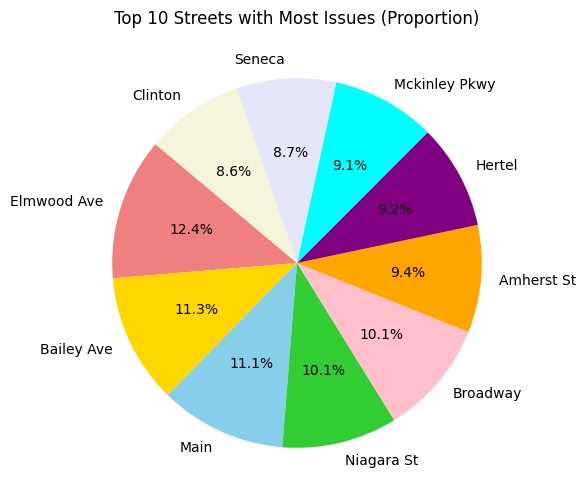 Top 10 Streets with Most Issues (Proportion)
Seneca
Mckinley Pkwy
Clinton
Hertel
Elmwood Ave
Amherst St
Bailey Ave
Broadway
Main
Niagara St
8.7%
9.1%
8.6%
9.2%
12.4%
9.4%
11.3%
10.1%
11.1%
10.1%